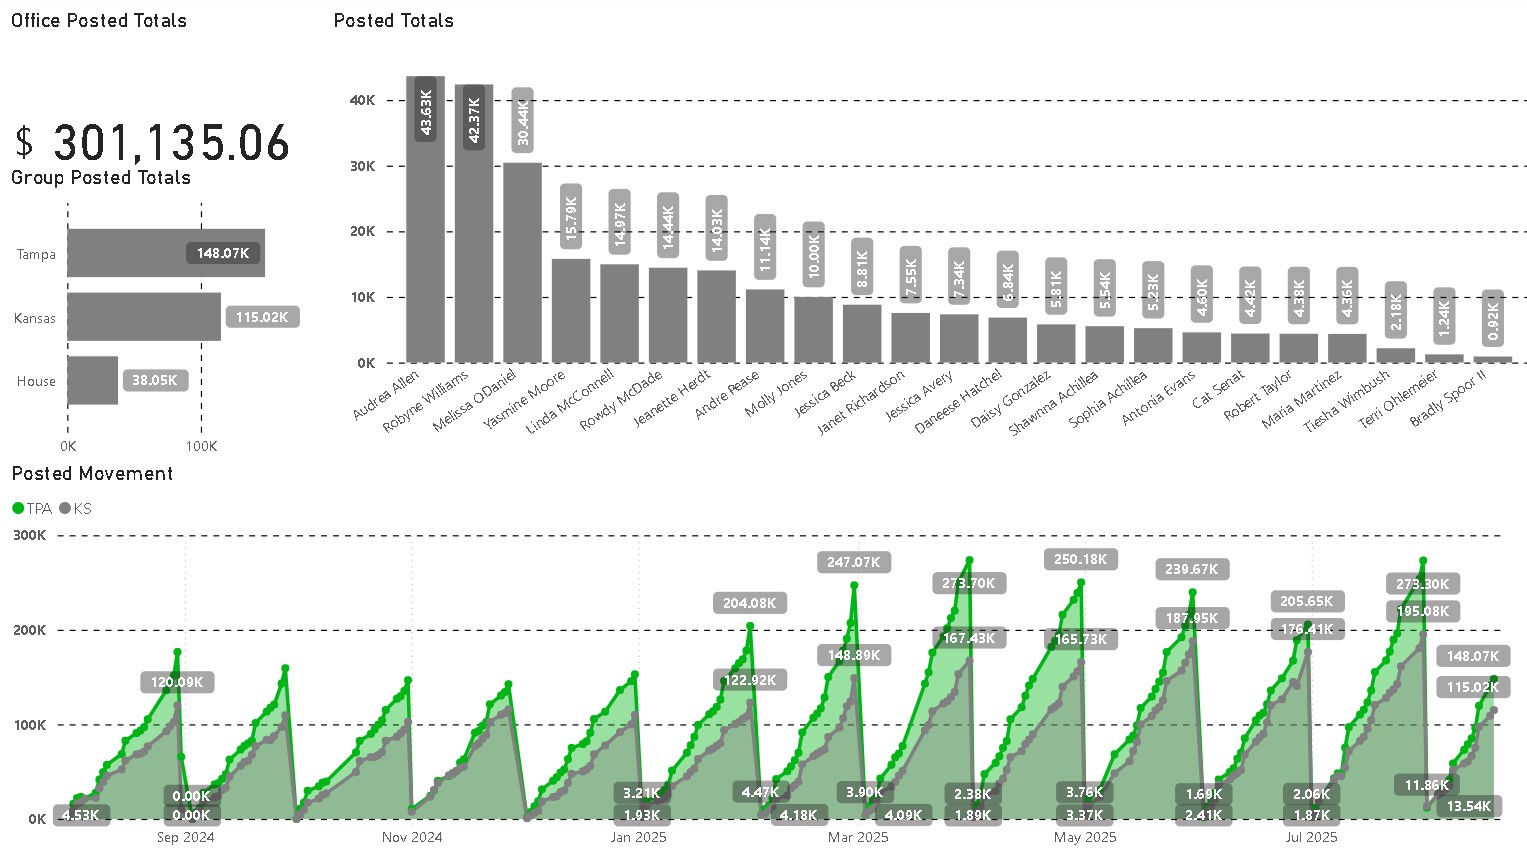 Office Posted Totals
$ 301,135.06
Group Posted Totals
Tampa 148.07K
Kansas 115.02K
House 38.05K
0K 100K
Posted Totals
40K
30K
20K
10K
0K
43.63K
42.37K
30.44K
15.79K
14.97K
14.44K
14.03K
11.14K
10.00K
8.81K
7.55K
7.34K
6.84K
5.81K
5.54K
5.23K
4.60K
4.42K
4.38K
4.36K
2.18K
1.24K
0.92K
Audrea Allen
Robyne Williams
Melissa ODaniel
Yasmine Moore
Linda McConnell
Rowdy McDade
Jeanette Herdt
Andre Pease
Molly Jones
Jessica Beck
Janet Richardson
Jessica Avery
Daneese Hatchel
Daisy Gonzalez
Shawnna Achillea
Sophia Achillea
Antonia Evans
Cat Senat
Robert Taylor
Maria Martinez
Tiesha Wimbush
Terri Ohlemeier
Bradly Spoor II
Posted Movement
TPA KS
300K
200K
100K
0K
4.53K
120.09K
0.00K
0.00K
3.21K
1.93K
204.08K
122.92K
4.47K
4.18K
247.07K
148.89K
3.90K
4.09K
273.70K
167.43K
2.38K
1.89K
250.18K
165.73K
3.76K
3.37K
239.67K
187.95K
1.69K
2.41K
205.65K
176.41K
2.06K
1.87K
273.30K
195.08K
11.86K
13.54K
148.07K
115.02K
Sep 2024 Nov 2024 Jan 2025 Mar 2025 May 2025 Jul 2025